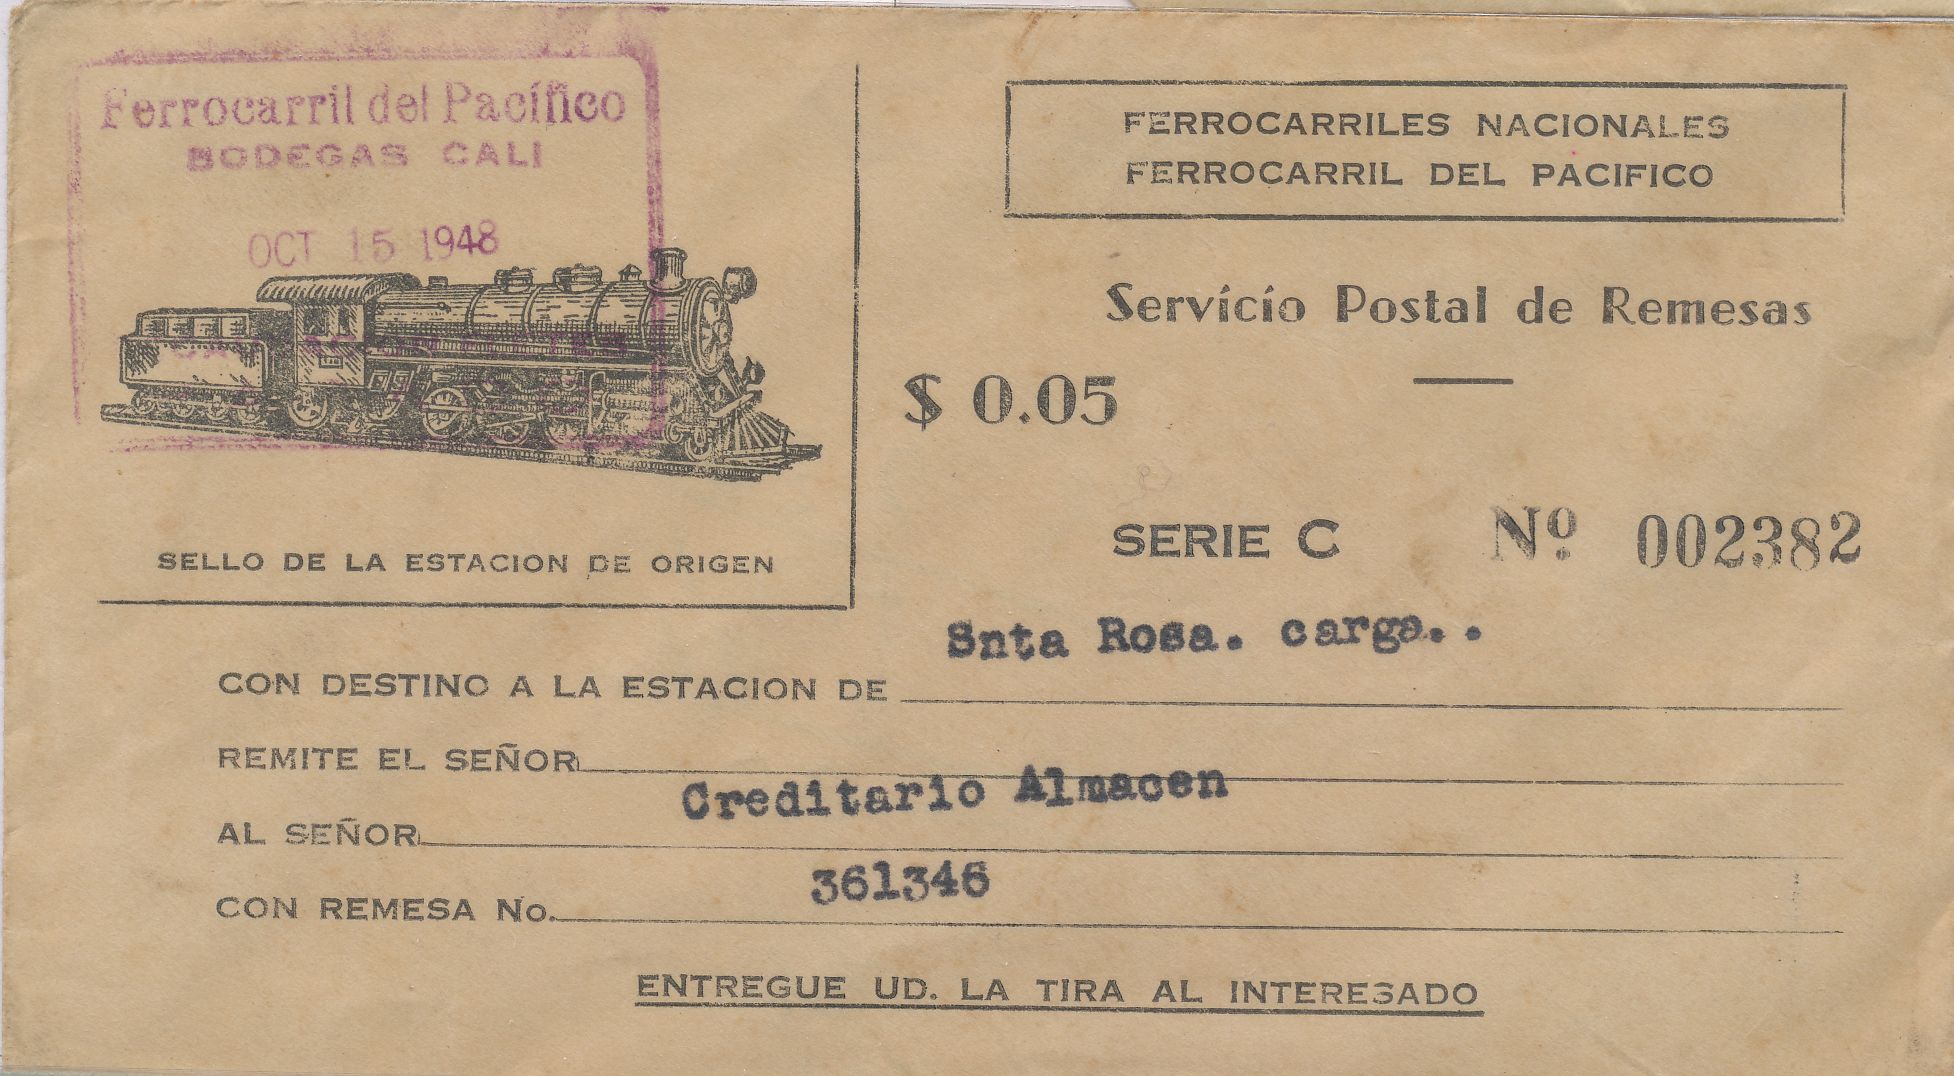 Ferrocarril del Pacífico
BODEGAS CALI
OCT 15 1948
SELLO DE LA ESTACION DE ORIGEN
FERROCARRILES NACIONALES
FERROCARRIL DEL PACIFICO
Servicio Postal de Remesas
$ 0.05
SERIE C Nº 002382
Snta Rosa. carga..
CON DESTINO A LA ESTACION DE
REMITE EL SEÑOR
Creditario Almacen
AL SEÑOR
361346
CON REMESA No.
ENTREGUE UD. LA TIRA AL INTERESADO